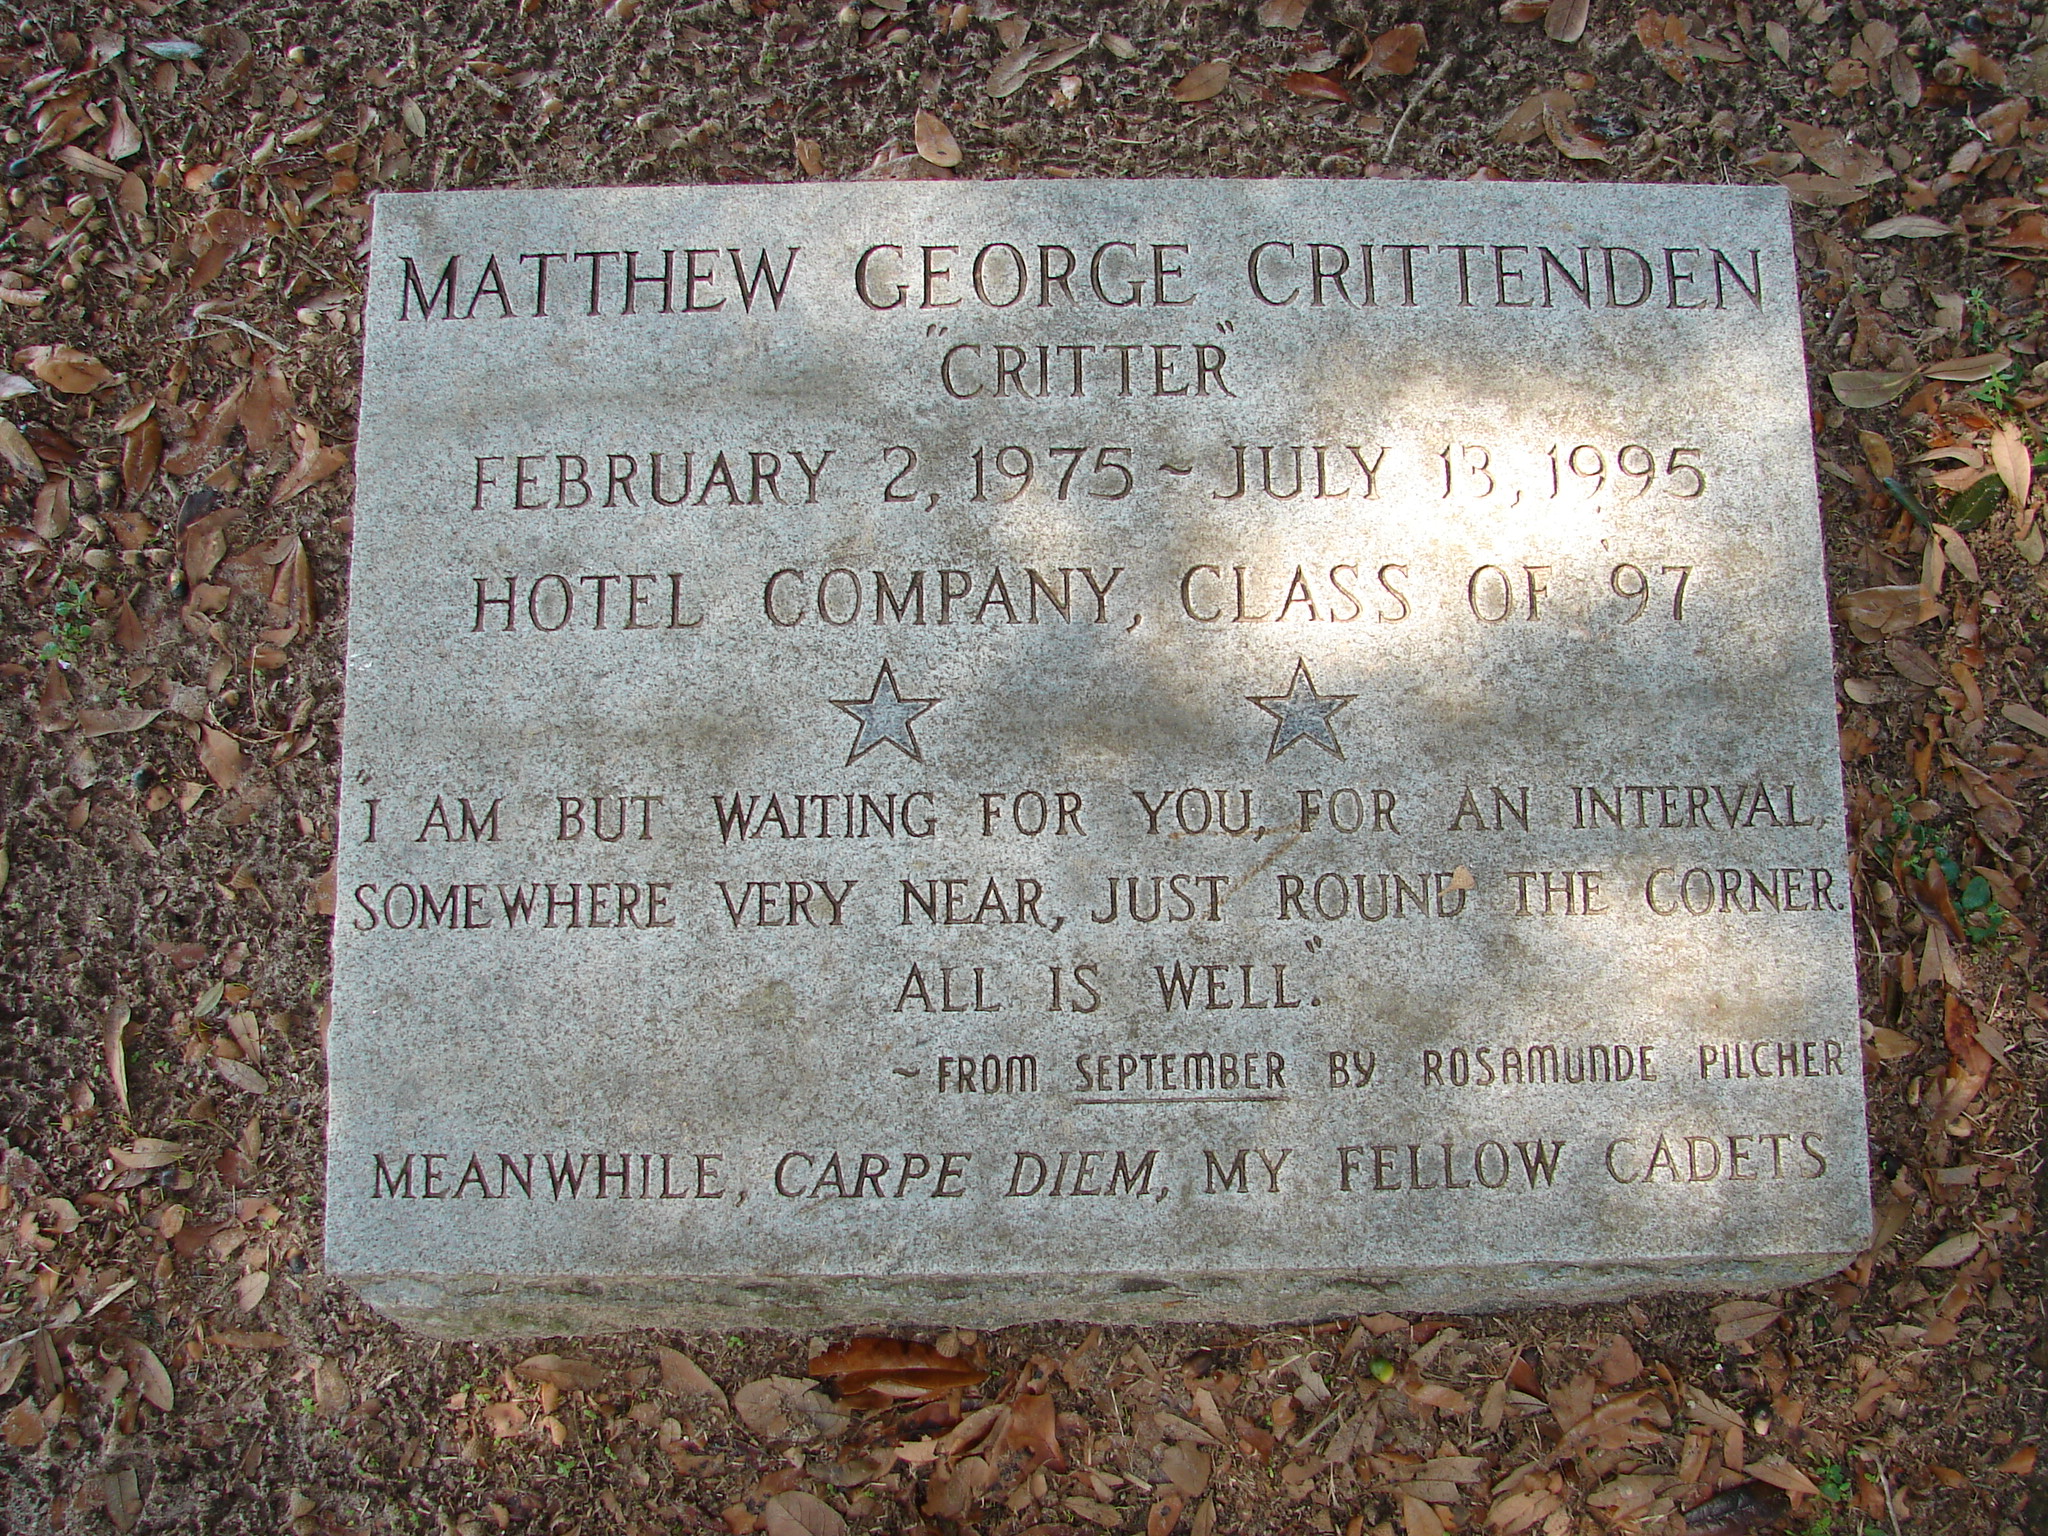 MATTHEW GEORGE CRITTENDEN
"CRITTER"
FEBRUARY 2, 1975 ~ JULY 13, 1995
HOTEL COMPANY, CLASS OF '97
"I AM BUT WAITING FOR YOU, FOR AN INTERVAL,
SOMEWHERE VERY NEAR, JUST ROUND THE CORNER.
ALL IS WELL."
~ FROM SEPTEMBER BY ROSAMUNDE PILCHER
MEANWHILE, CARPE DIEM, MY FELLOW CADETS